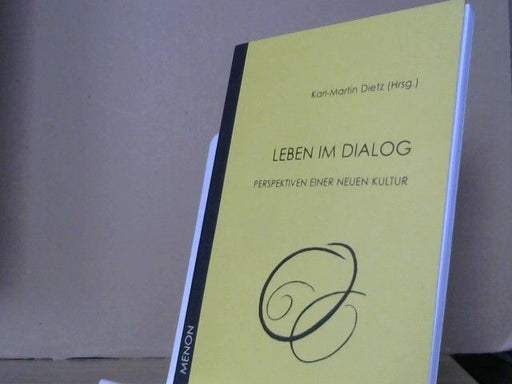 Karl-Martin Dietz (Hrsg.)
LEBEN IM DIALOG
PERSPEKTIVEN EINER NEUEN KULTUR
MENON